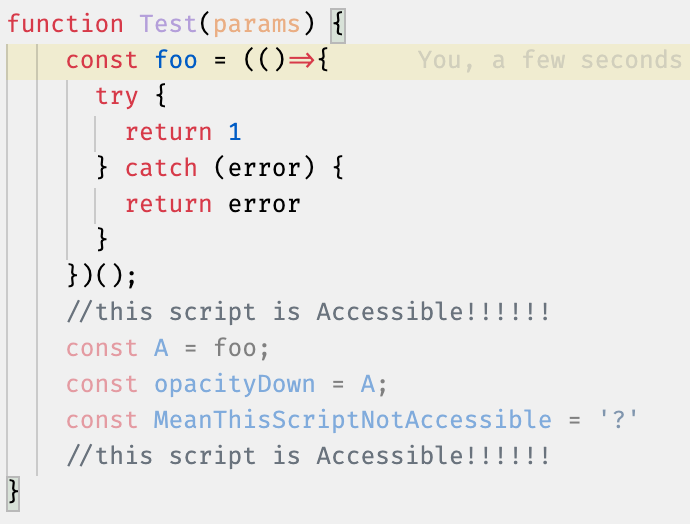 function Test(params) {
const foo = (()=>{ You, a few seconds
try {
return 1
} catch (error) {
return error
}
})();
//this script is Accessible!!!!!!
const A = foo;
const opacityDown = A;
const MeanThisScriptNotAccessible = '?'
//this script is Accessible!!!!!!
}